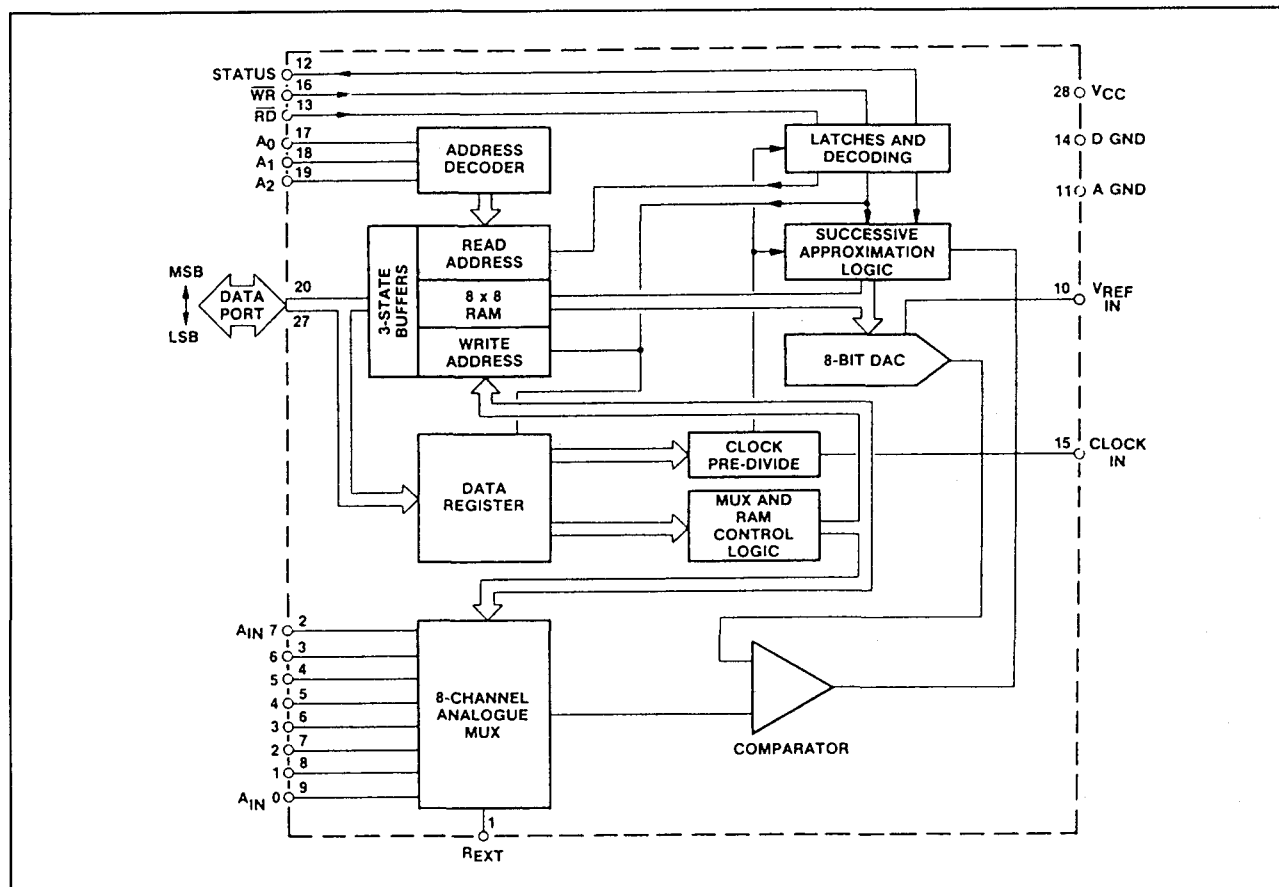 STATUS 12
WR 16
RD 13
A0 17
A1 18
A2 19
ADDRESS
DECODER
LATCHES AND
DECODING
28 VCC
14 D GND
11 A GND
READ
ADDRESS
8 x 8
RAM
WRITE
ADDRESS
3-STATE
BUFFERS
SUCCESSIVE
APPROXIMATION
LOGIC
MSB
LSB
DATA
PORT
20
27
10 VREF
IN
8-BIT DAC
DATA
REGISTER
CLOCK
PRE-DIVIDE
15 CLOCK
IN
MUX AND
RAM
CONTROL
LOGIC
AIN 7 2
6 3
5 4
4 5
3 6
2 7
1 8
AIN 0 9
8-CHANNEL
ANALOGUE
MUX
COMPARATOR
1
REXT